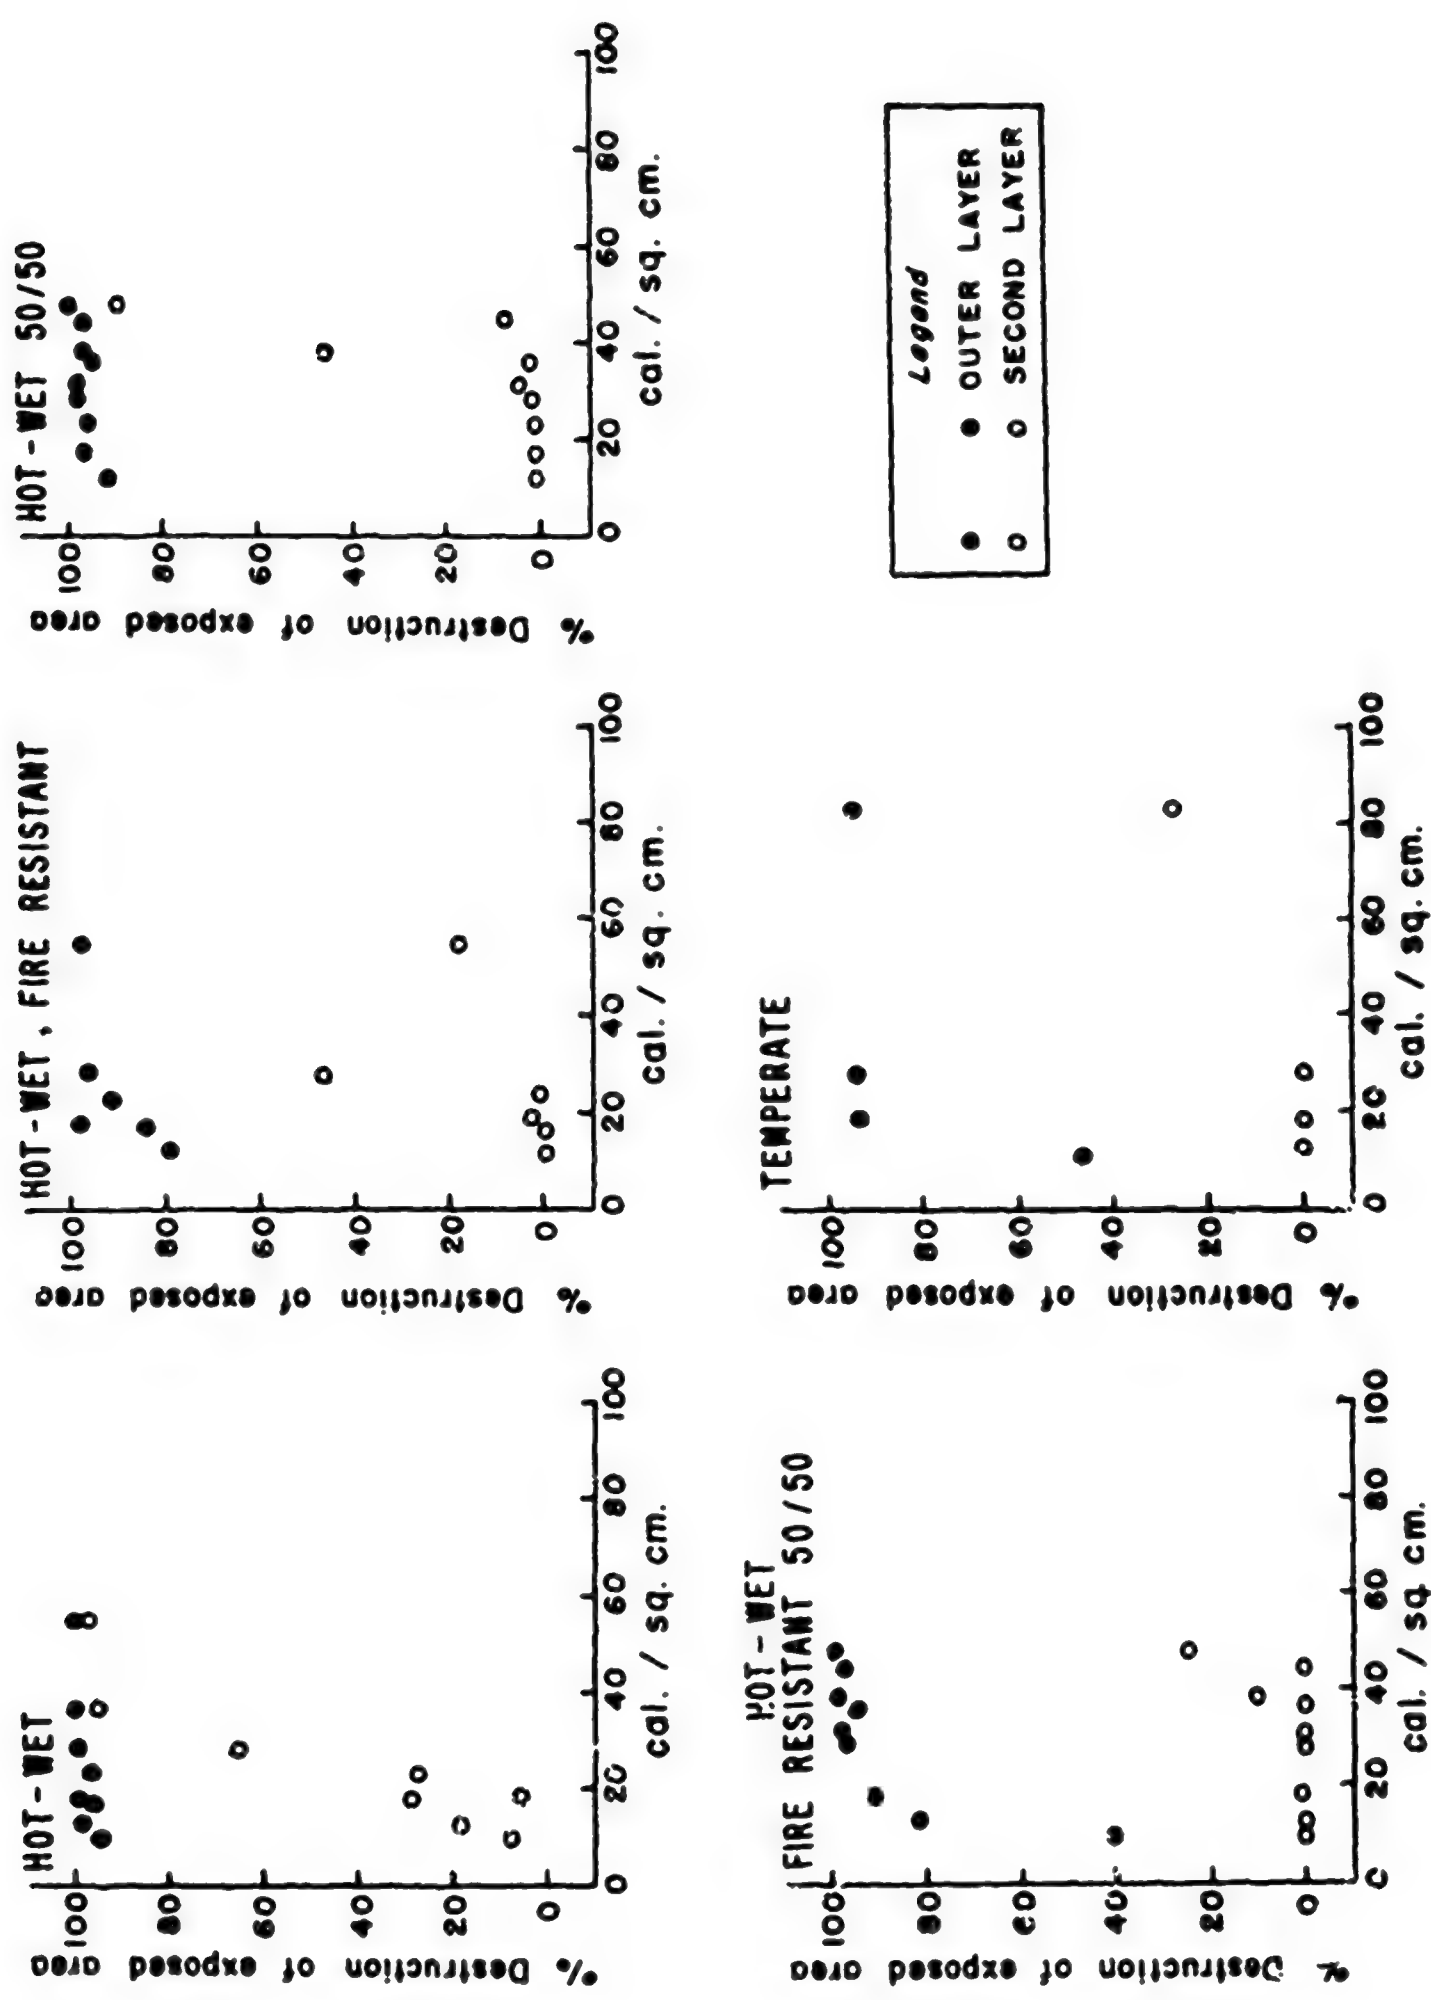 HOT-WET
% Destruction of exposed area
100
80
60
40
20
0
0 20 40 60 80 100
cal. / sq. cm.
HOT-WET, FIRE RESISTANT
% Destruction of exposed area
100
80
60
40
20
0
0 20 40 60 80 100
cal. / sq. cm.
HOT-WET 50/50
% Destruction of exposed area
100
80
60
40
20
0
0 20 40 60 80 100
cal. / sq. cm.
HOT-WET
FIRE RESISTANT 50/50
% Destruction of exposed area
100
80
60
40
20
0
0 20 40 60 80 100
cal. / sq. cm.
TEMPERATE
% Destruction of exposed area
100
80
60
40
20
0
0 20 40 60 80 100
cal. / sq. cm.
Legend
OUTER LAYER
SECOND LAYER